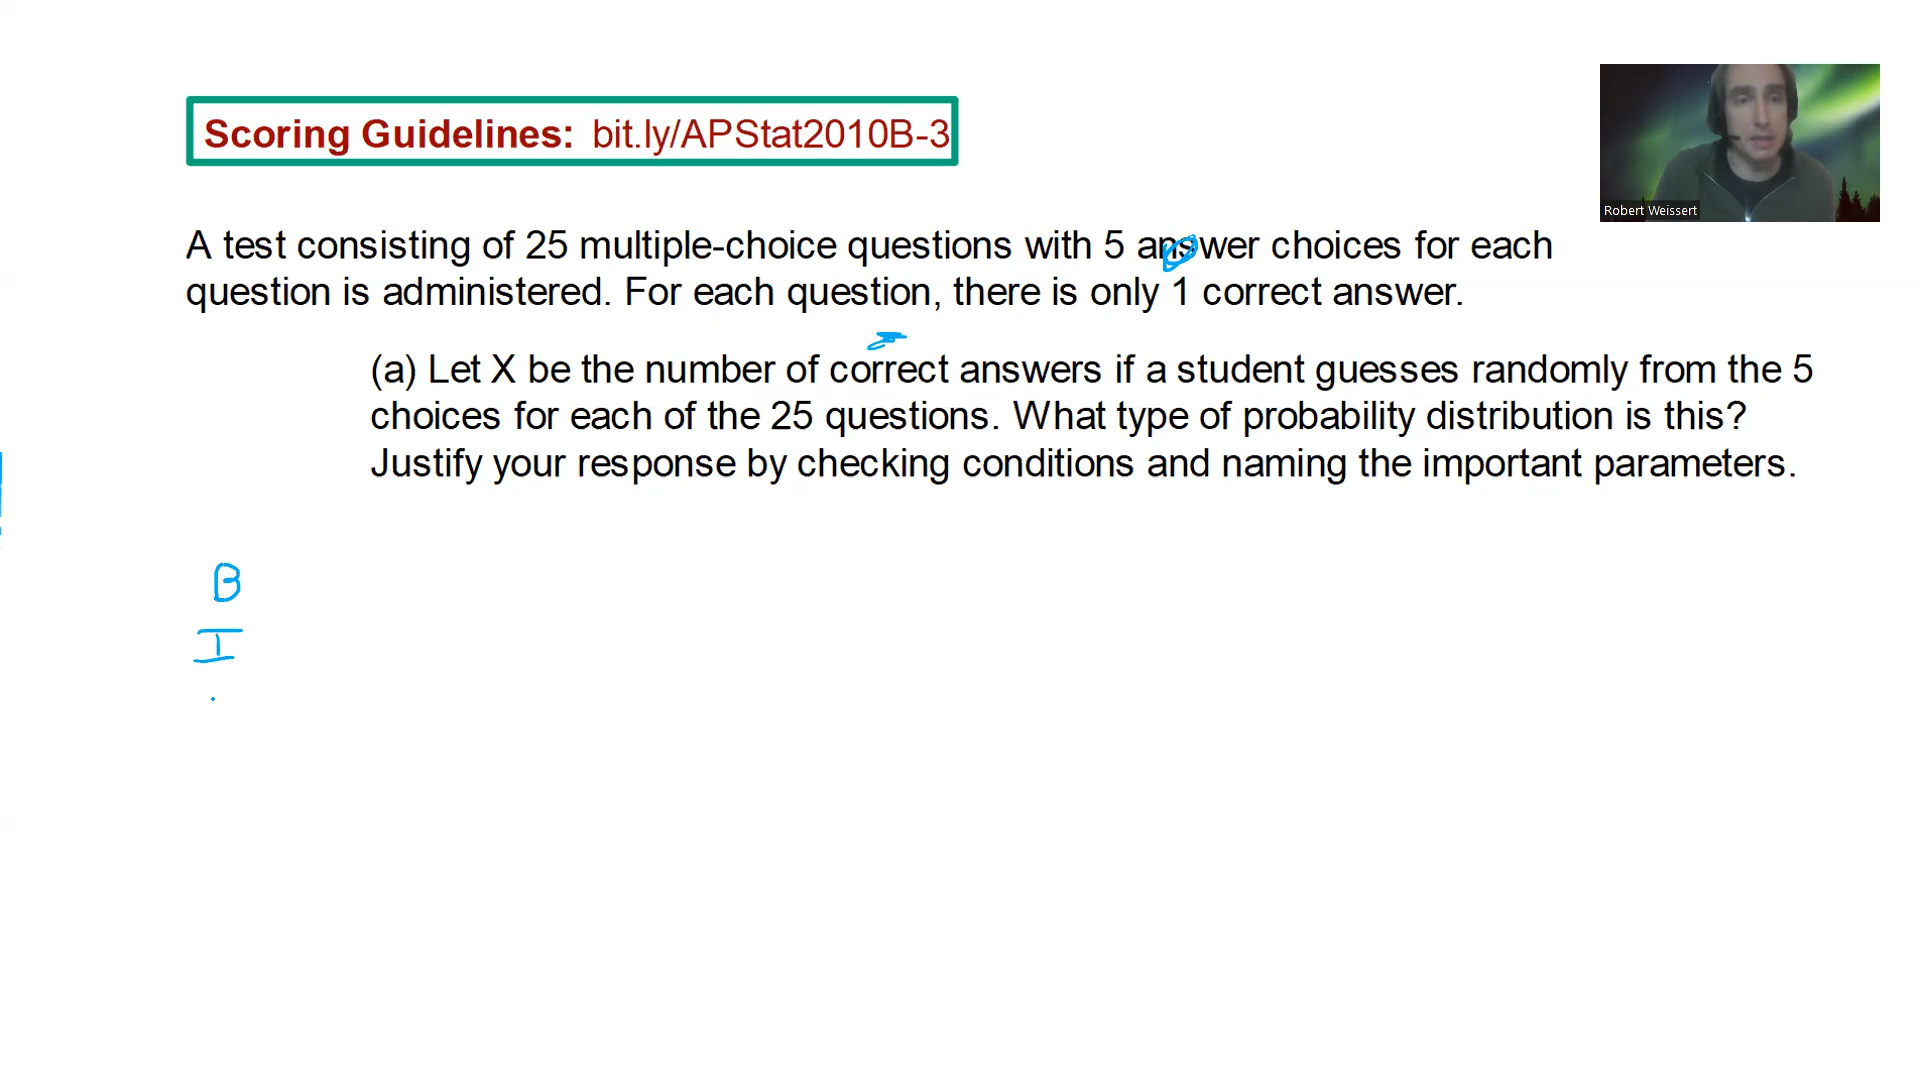 Scoring Guidelines: bit.ly/APStat2010B-3
Robert Weissert
A test consisting of 25 multiple-choice questions with 5 answer choices for each
question is administered. For each question, there is only 1 correct answer.
(a) Let X be the number of correct answers if a student guesses randomly from the 5
choices for each of the 25 questions. What type of probability distribution is this?
Justify your response by checking conditions and naming the important parameters.
B
I